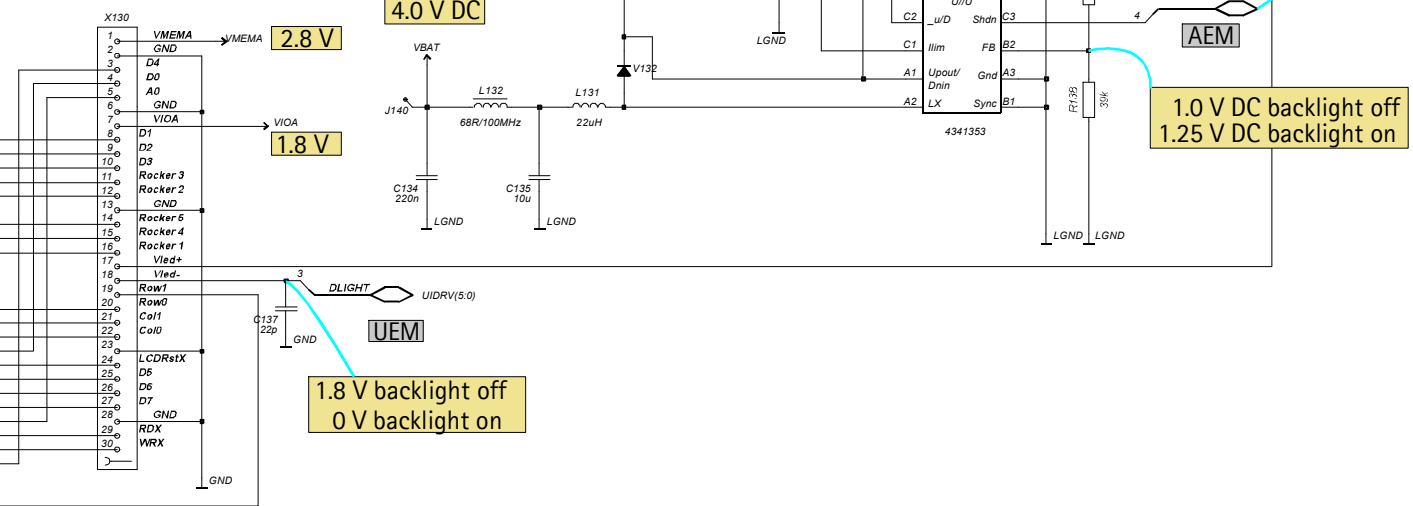 X130
1 VMEMA
VMEMA
2.8 V
2 GND
3 D4
4 D0
5 A0
6 GND
7 VIOA
VIOA
1.8 V
8 D1
9 D2
10 D3
11 Rocker 3
12 Rocker 2
13 GND
14 Rocker 5
15 Rocker 4
16 Rocker 1
17 Vled+
18 Vled-
19 Row1
20 Row0
21 Col1
22 Col0
23
24 LCDRstX
25 D5
26 D6
27 D7
28 GND
29 RDX
30 WRX
GND
4.0 V DC
VBAT
J140
L132
68R/100MHz
L131
22uH
V132
C134
220n
LGND
C135
10u
LGND
LGND
C2 _u/D Shdn C3
C1 Ilim FB B2
A1 Upout/ Gnd A3
Dnin
A2 LX Sync B1
4341353
4
AEM
R138
39k
1.0 V DC backlight off
1.25 V DC backlight on
LGND
LGND
3
DLIGHT
UIDRV(5:0)
UEM
C137
22p
GND
1.8 V backlight off
0 V backlight on